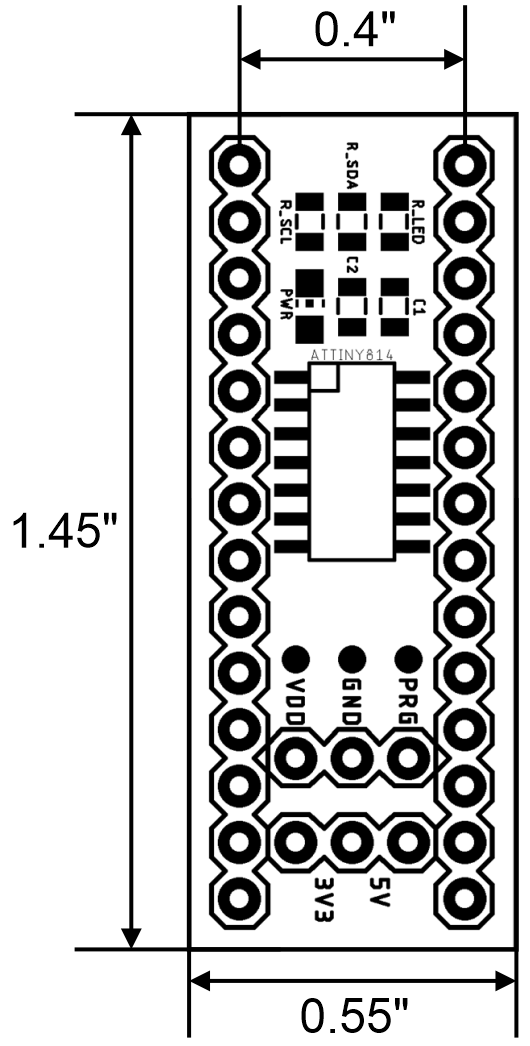 0.4"
R_SDA
R_SCL
R_LED
C2
PWR
C1
ATTINY814
1.45"
VDD
GND
PRG
3V3
5V
0.55"